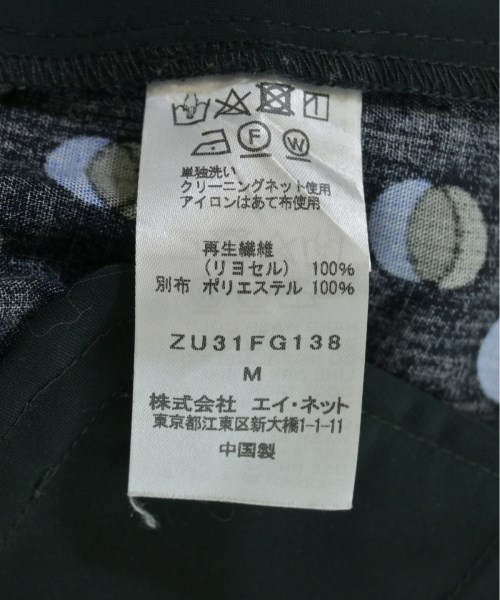 F W
単独洗い
クリーニングネット使用
アイロンはあて布使用
再生繊維
(リヨセル) 100%
別布 ポリエステル 100%
ZU31FG138
M
株式会社 エイ・ネット
東京都江東区新大橋1-1-11
中国製